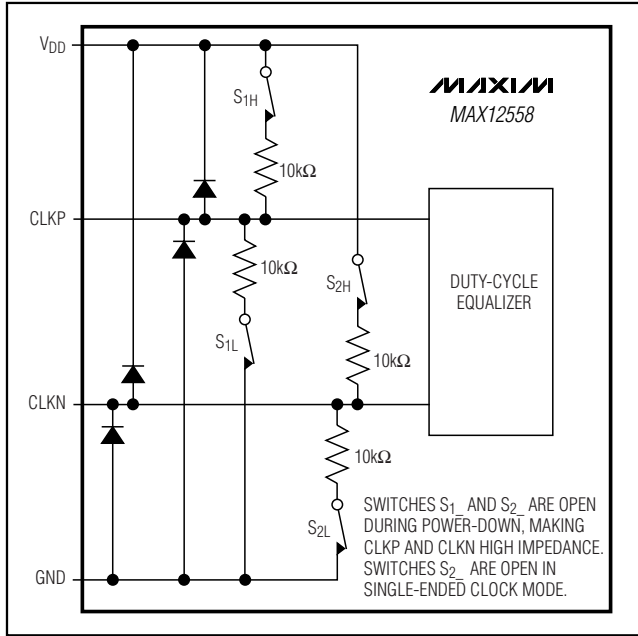 VDD
S1H
MAXIM
MAX12558
10kΩ
CLKP
10kΩ
S2H
DUTY-CYCLE
EQUALIZER
S1L
10kΩ
CLKN
10kΩ
S2L
SWITCHES S1_ AND S2_ ARE OPEN
DURING POWER-DOWN, MAKING
CLKP AND CLKN HIGH IMPEDANCE.
SWITCHES S2_ ARE OPEN IN
SINGLE-ENDED CLOCK MODE.
GND